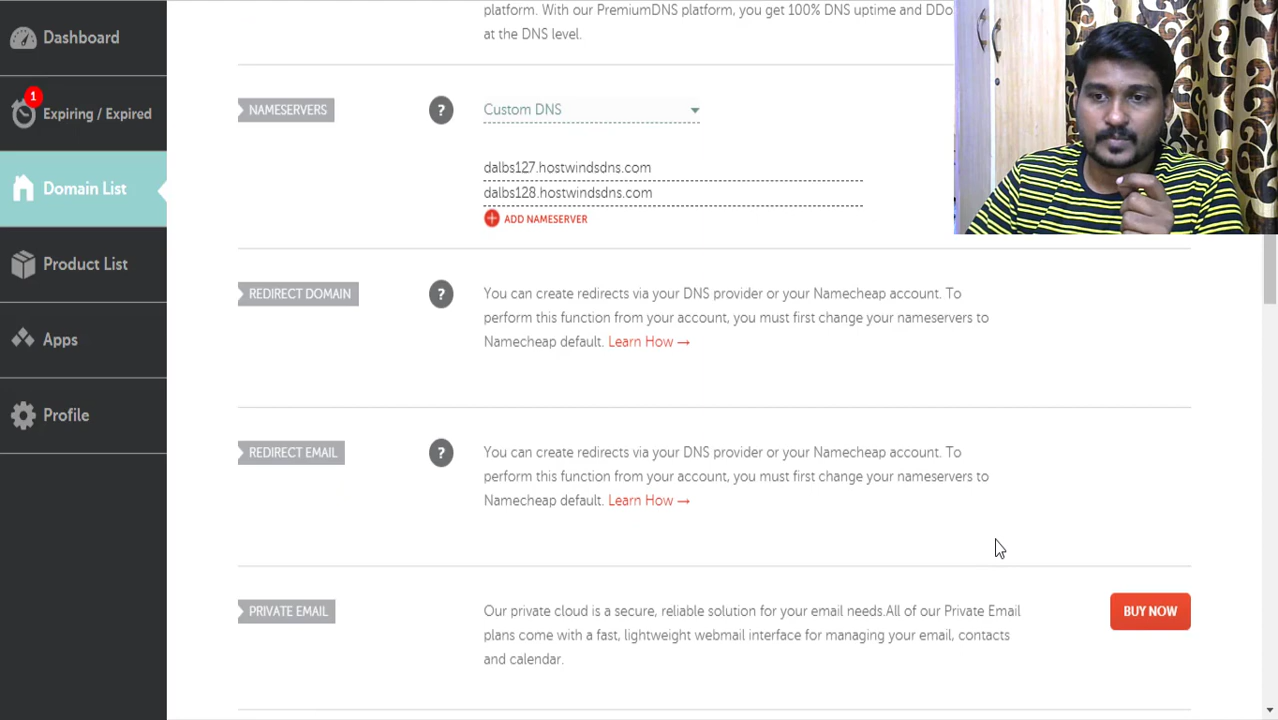 Dashboard
1
Expiring / Expired
Domain List
Product List
Apps
Profile
platform. With our PremiumDNS platform, you get 100% DNS uptime and DDo
at the DNS level.
NAMESERVERS
?
Custom DNS
dalbs127.hostwindsdns.com
dalbs128.hostwindsdns.com
ADD NAMESERVER
REDIRECT DOMAIN
?
You can create redirects via your DNS provider or your Namecheap account. To
perform this function from your account, you must first change your nameservers to
Namecheap default. Learn How →
REDIRECT EMAIL
?
You can create redirects via your DNS provider or your Namecheap account. To
perform this function from your account, you must first change your nameservers to
Namecheap default. Learn How →
PRIVATE EMAIL
Our private cloud is a secure, reliable solution for your email needs.All of our Private Email
plans come with a fast, lightweight webmail interface for managing your email, contacts
and calendar.
BUY NOW